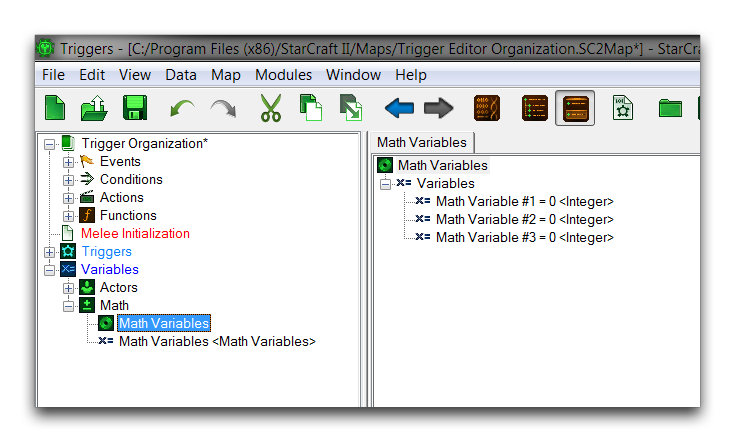 Triggers - [C:/Program Files (x86)/StarCraft II/Maps/Trigger Editor Organization.SC2Map*] - StarCr
File Edit View Data Map Modules Window Help
Trigger Organization*
Events
Conditions
Actions
Functions
Melee Initialization
Triggers
Variables
Actors
Math
Math Variables
Math Variables <Math Variables>
Math Variables
Math Variables
Variables
Math Variable #1 = 0 <Integer>
Math Variable #2 = 0 <Integer>
Math Variable #3 = 0 <Integer>